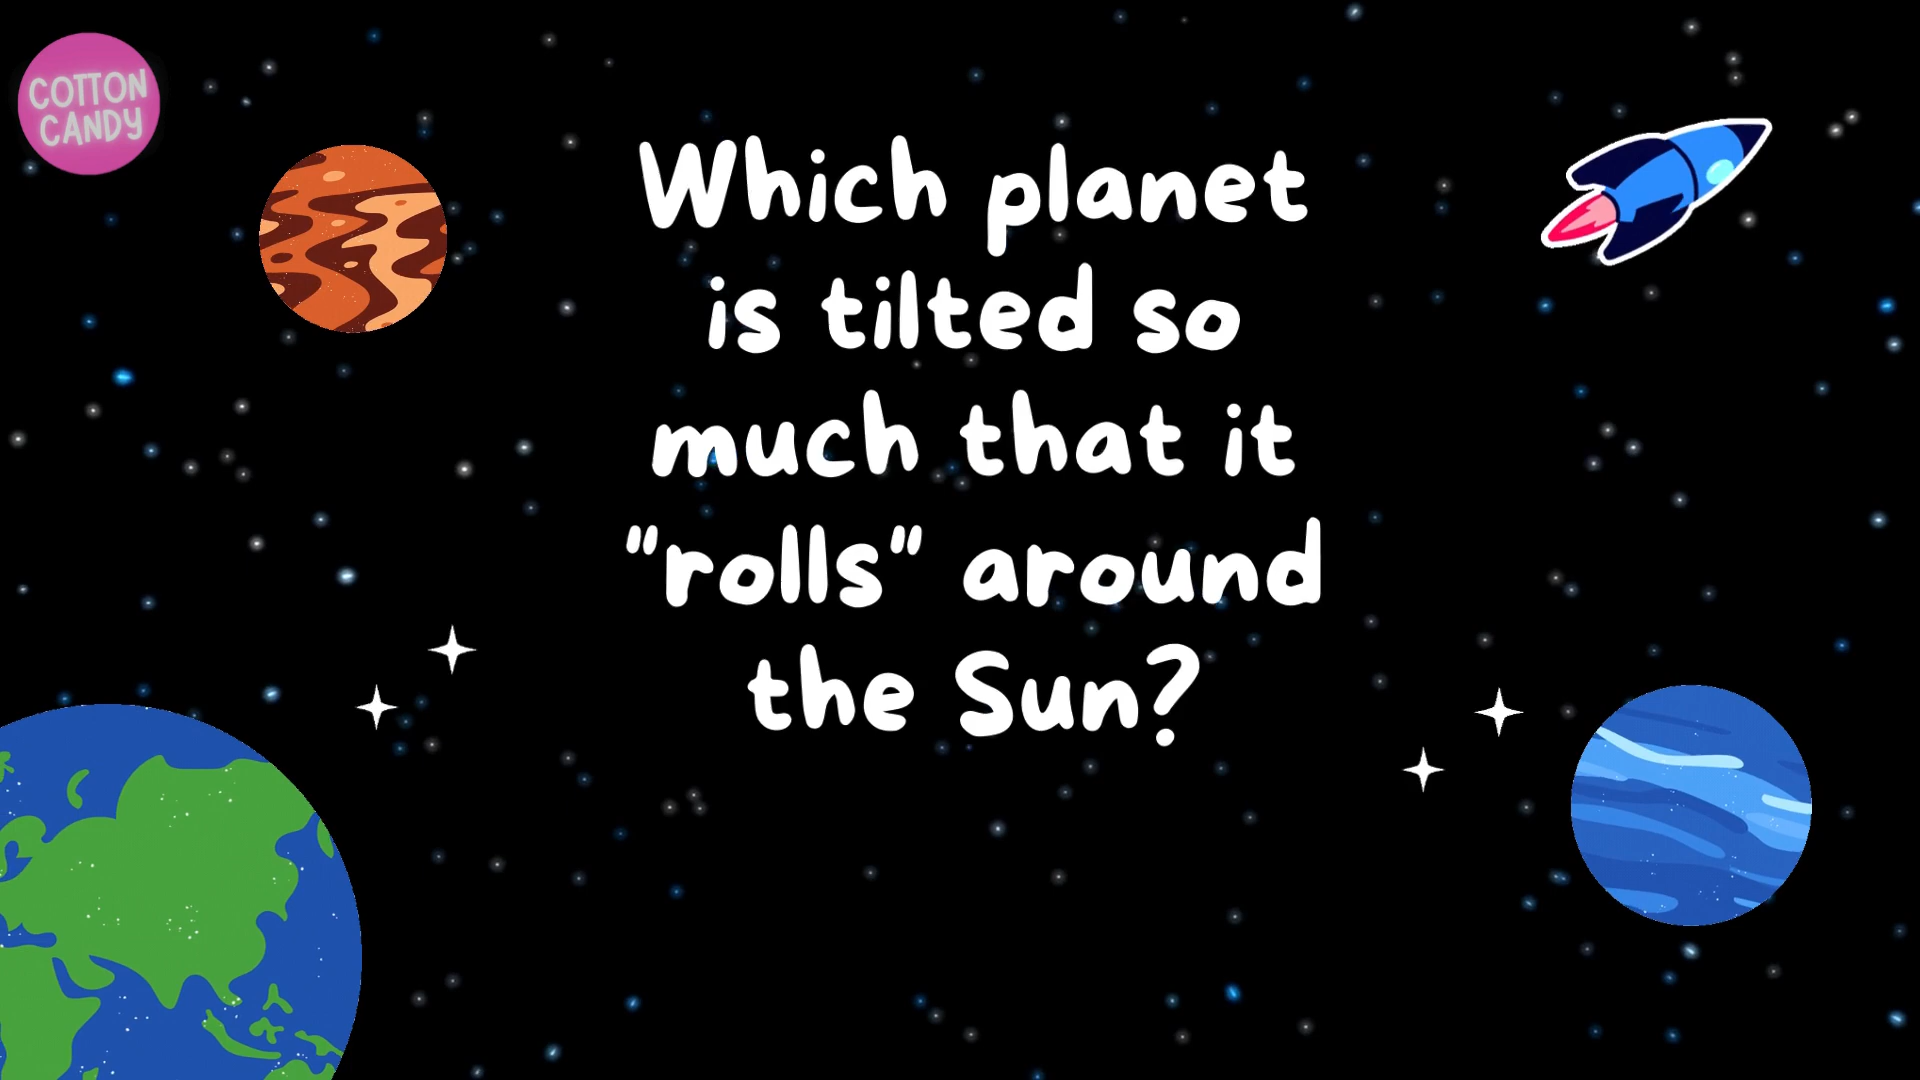 COTTON
CANDY
Which planet
is tilted so
much that it
"rolls" around
the Sun?